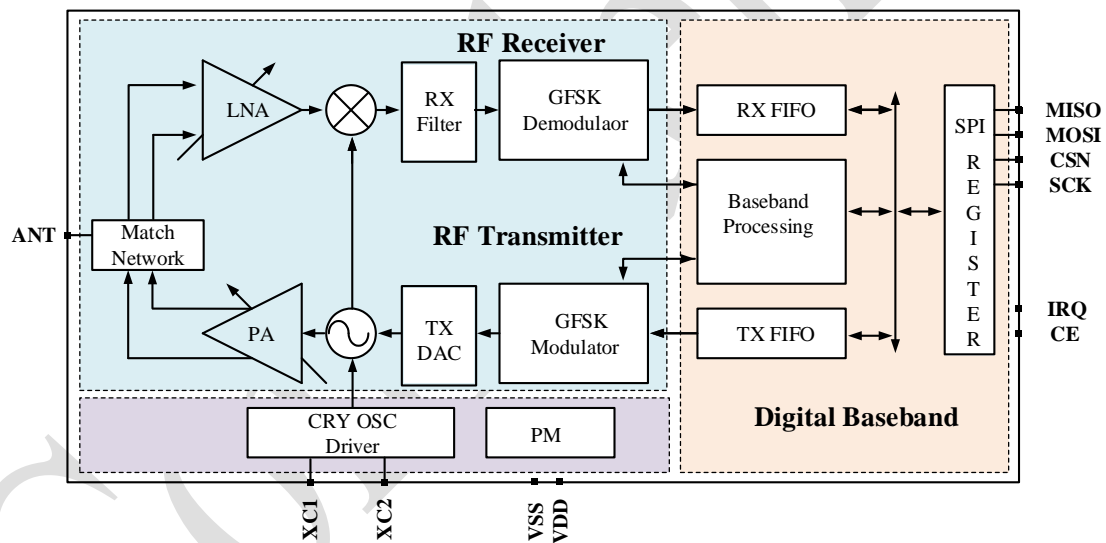 RF Receiver
LNA
RX
Filter
GFSK
Demodulaor
RX FIFO
SPI
R
E
G
I
S
T
E
R
MISO
MOSI
CSN
SCK
Baseband
Processing
ANT
Match
Network
RF Transmitter
PA
TX
DAC
GFSK
Modulator
TX FIFO
IRQ
CE
CRY OSC
Driver
PM
Digital Baseband
XC1
XC2
VSS
VDD